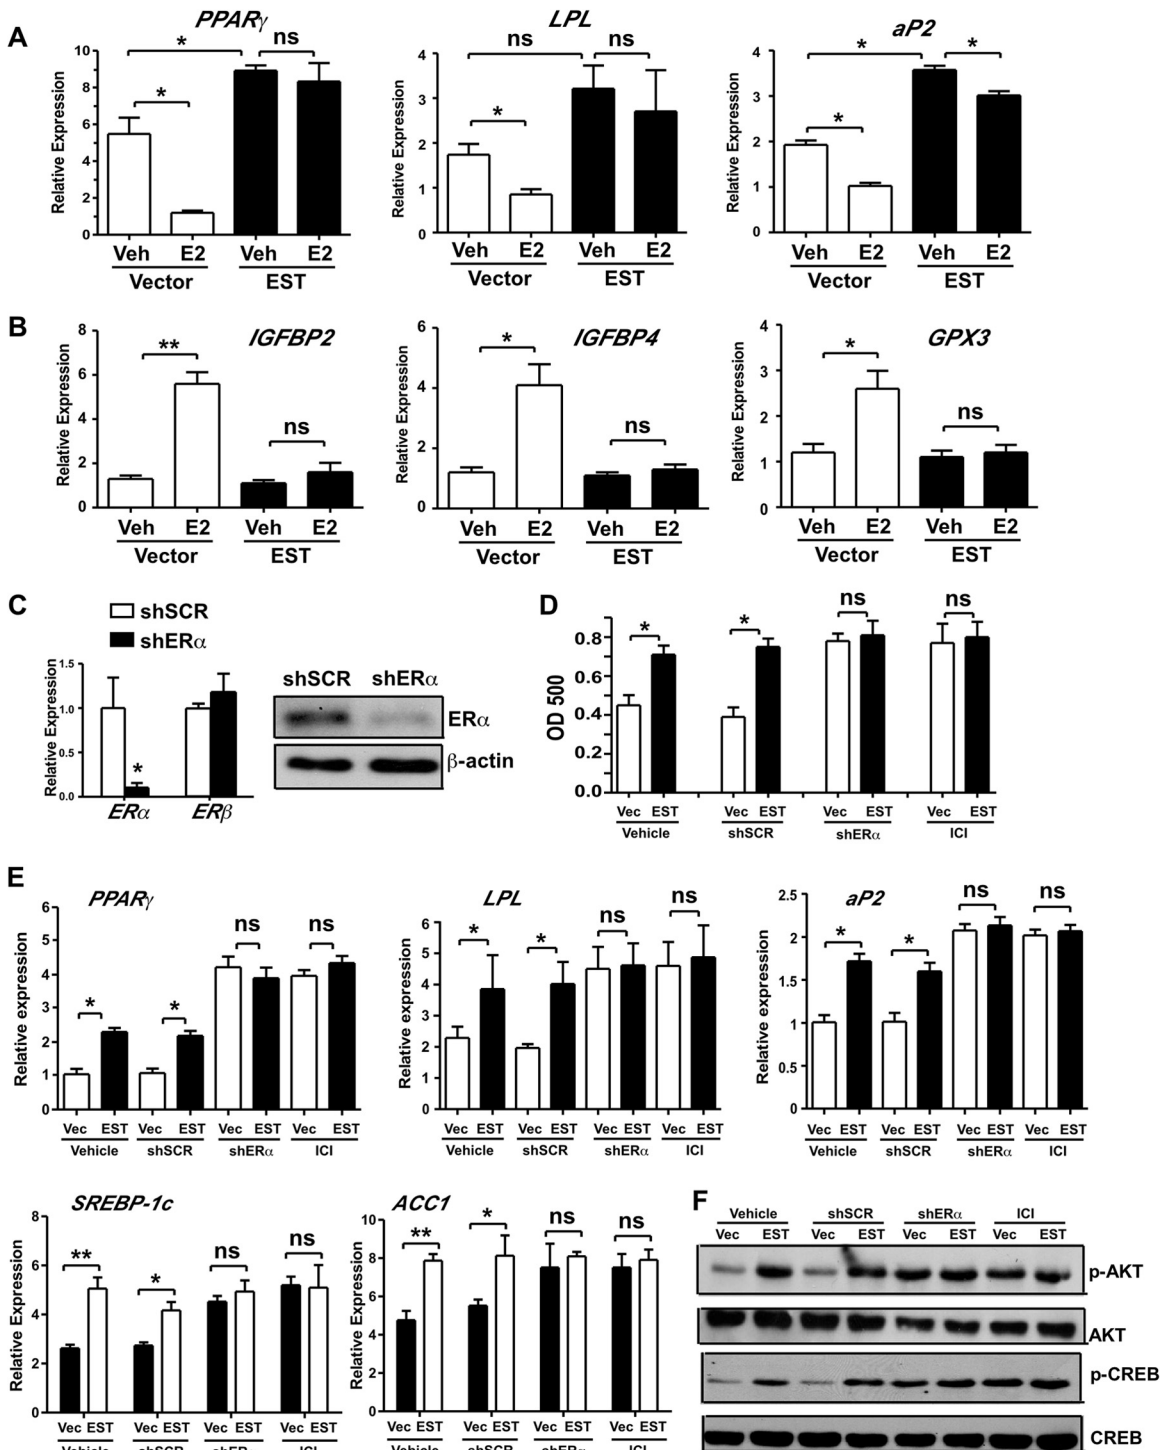 A
PPARγ
LPL
aP2
Relative Expression
10
8
6
4
2
0
* * ns
Veh E2 Veh E2
Vector EST
Relative Expression
4
3
2
1
0
ns * ns
Veh E2 Veh E2
Vector EST
Relative Expression
4
3
2
1
0
* * *
Veh E2 Veh E2
Vector EST
B
IGFBP2
IGFBP4
GPX3
Relative Expression
8
6
4
2
0
** ns
Veh E2 Veh E2
Vector EST
Relative Expression
6
4
2
0
* ns
Veh E2 Veh E2
Vector EST
Relative Expression
4
3
2
1
0
* ns
Veh E2 Veh E2
Vector EST
C
shSCR
shERα
Relative Expression
1.5
1.0
0.5
0.0
*
ERα ERβ
shSCR shERα
ERα
β-actin
D
OD 500
0.8
0.6
0.4
0.2
0.0
* * ns ns
Vec EST Vec EST Vec EST Vec EST
Vehicle shSCR shERα ICI
E
PPARγ
Relative expression
6
5
4
3
2
1
0
* * ns ns
Vec EST Vec EST Vec EST Vec EST
Vehicle shSCR shERα ICI
LPL
Relative expression
6
5
4
3
2
1
0
* * ns ns
Vec EST Vec EST Vec EST Vec EST
Vehicle shSCR shERα ICI
aP2
Relative expression
2.5
2
1.5
1
0.5
0
* * ns ns
Vec EST Vec EST Vec EST Vec EST
Vehicle shSCR shERα ICI
SREBP-1c
Relative Expression
8
6
4
2
0
** * ns ns
Vec EST Vec EST Vec EST Vec EST
Vehicle shSCR shERα ICI
ACC1
Relative Expression
10
8
6
4
2
0
** * ns ns
Vec EST Vec EST Vec EST Vec EST
Vehicle shSCR shERα ICI
F
Vehicle shSCR shERα ICI
Vec EST Vec EST Vec EST Vec EST
p-AKT
AKT
p-CREB
CREB